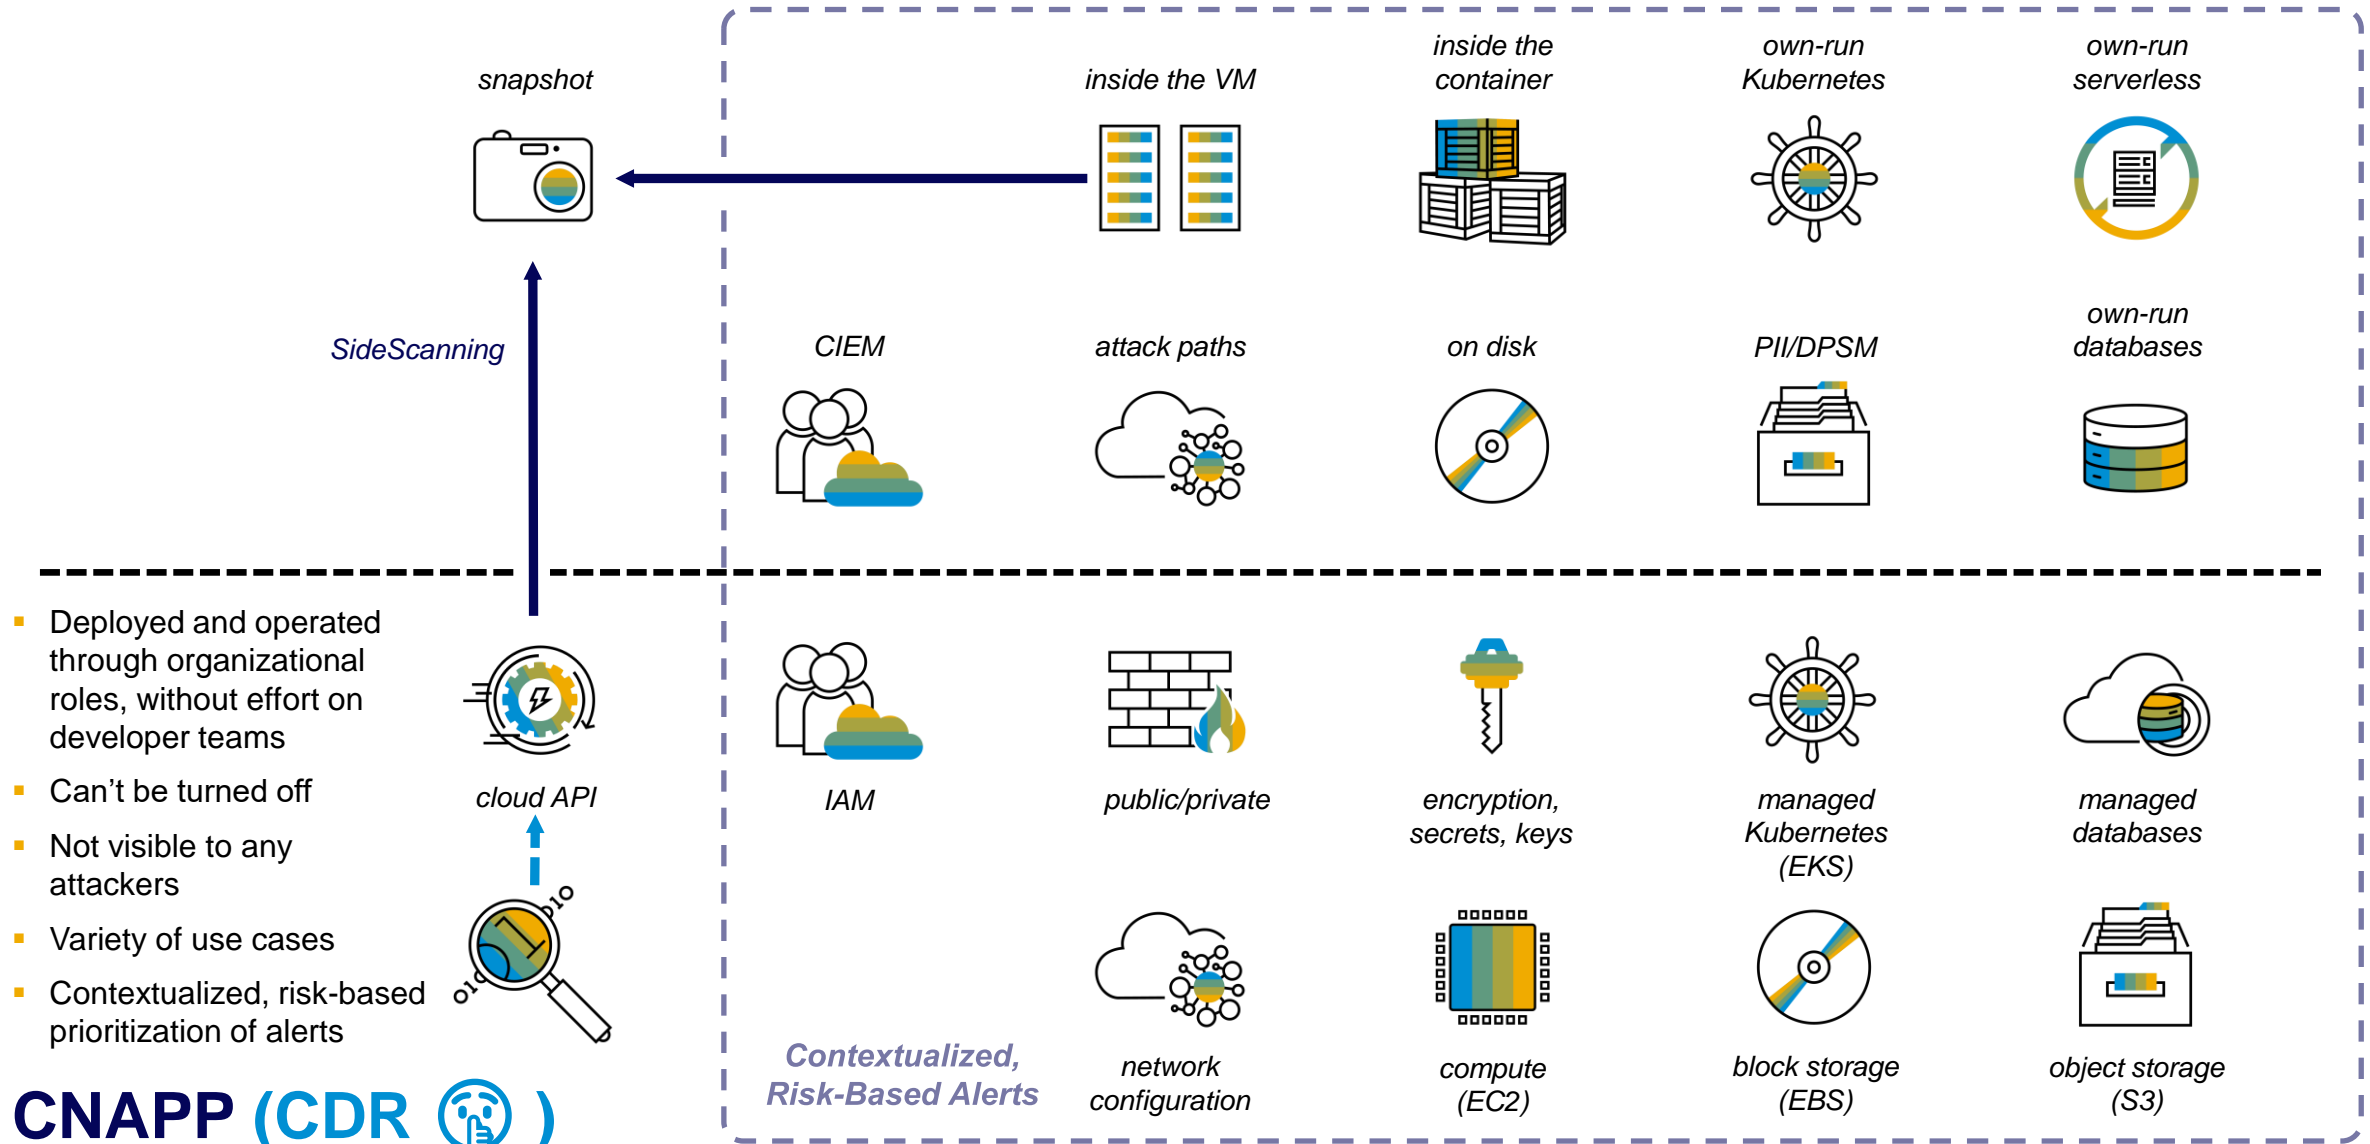 snapshot
inside the VM
inside the
container
own-run
Kubernetes
own-run
serverless
SideScanning
CIEM
attack paths
on disk
PII/DPSM
own-run
databases
▪ Deployed and operated
through organizational
roles, without effort on
developer teams
▪ Can’t be turned off
▪ Not visible to any
attackers
▪ Variety of use cases
▪ Contextualized, risk-based
prioritization of alerts
cloud API
IAM
public/private
encryption,
secrets, keys
managed
Kubernetes
(EKS)
managed
databases
Contextualized,
Risk-Based Alerts
network
configuration
compute
(EC2)
block storage
(EBS)
object storage
(S3)
CNAPP (CDR 🤫 )